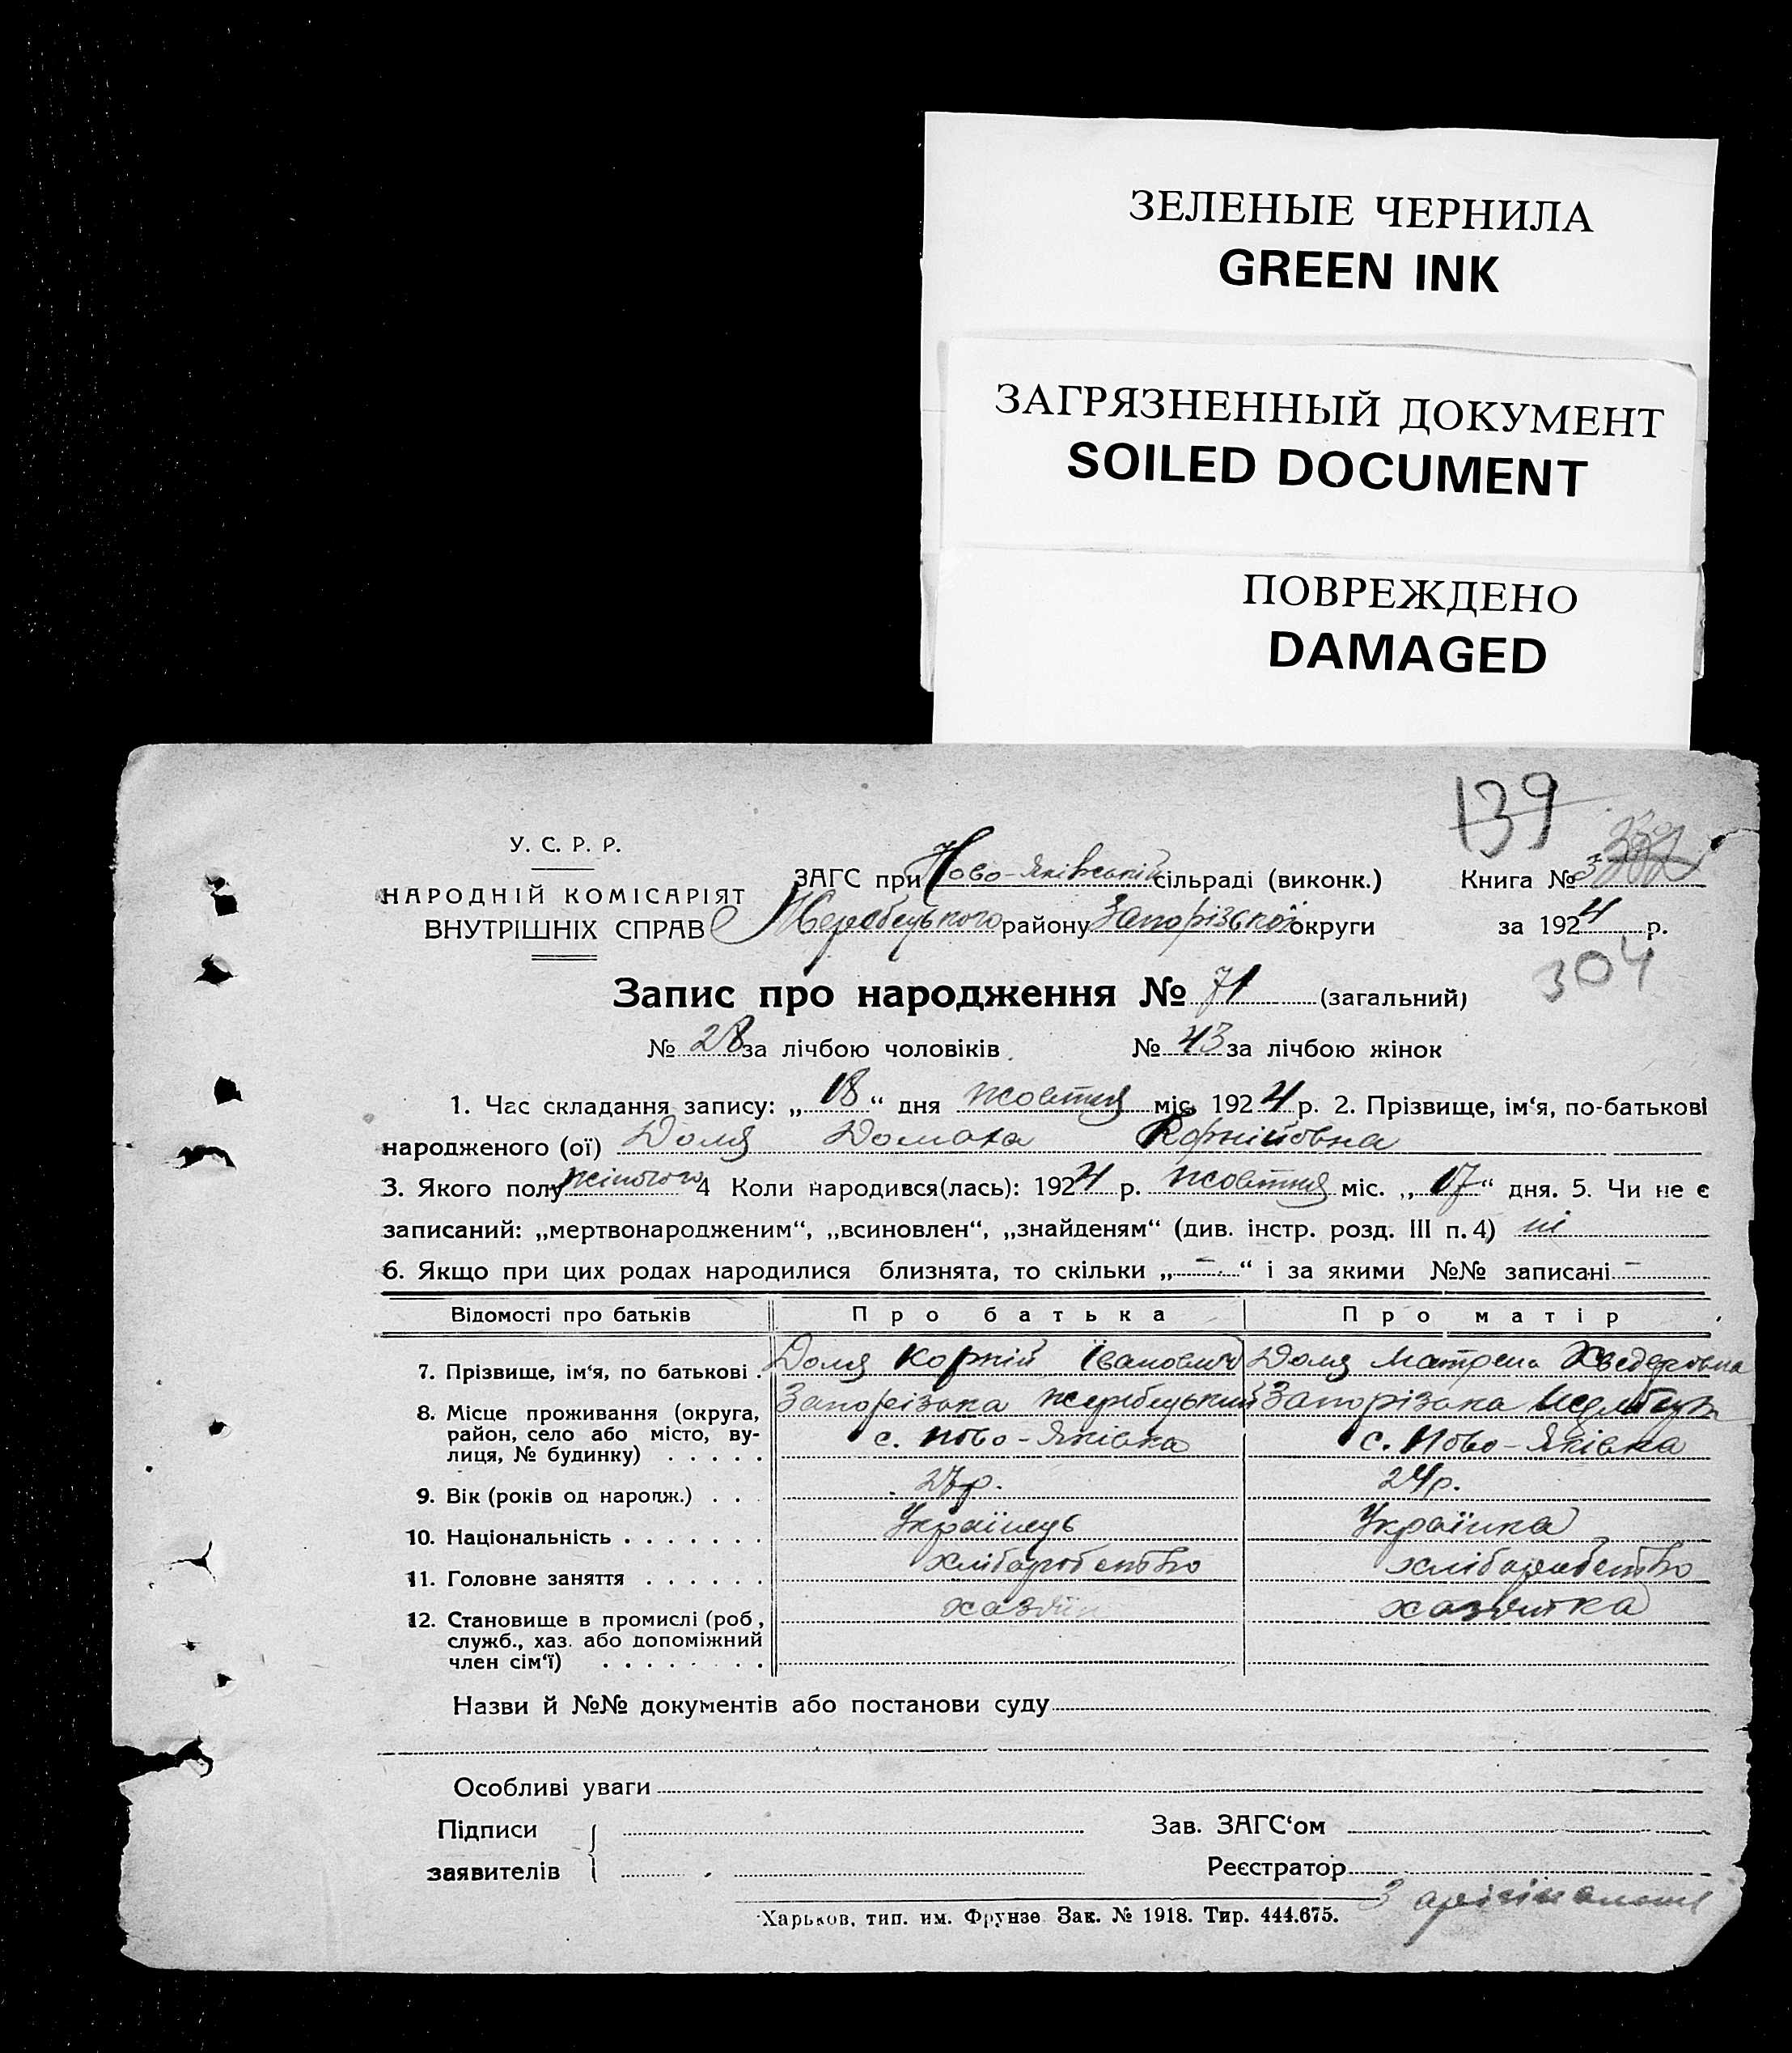 ЗЕЛЕНЫЕ ЧЕРНИЛА
GREEN INK
ЗАГРЯЗНЕННЫЙ ДОКУМЕНТ
SOILED DOCUMENT
ПОВРЕЖДЕНО
DAMAGED
139
У. С. Р. Р.
НАРОДНІЙ КОМІСАРІЯТ
ВНУТРІШНІХ СПРАВ
ЗАГС при Ново-Яківській сільраді (виконк.) Книга № 3
Жеребецького району Запорізської округи за 1924 р.
304
Запис про народження № 71 (загальний)
№ 28 за лічбою чоловіків № 43 за лічбою жінок
1. Час складання запису: „18“ дня жовтня міс. 1924 р. 2. Прізвище, ім‘я, по-батькові
народженого (ої) Доля Домаха Корнійовна
3. Якого полу жіночого 4 Коли народився(лась): 1924 р. жовтня міс. „17“ дня. 5. Чи не є
записаний: „мертвонародженим“, „всиновлен“, „знайденям“ (див. інстр. розд. III п. 4) ні
6. Якщо при цих родах народилися близнята, то скільки „-“ і за якими №№ записані -
Відомості про батьків Про батька Про матір
7. Прізвище, ім‘я, по батькові . Доля Корній Іванович Доля Матрена Хведеровна
8. Місце проживання (округа, район, село або місто, вулиця, № будинку) . . . . . Запорізька Жеребецький с. Ново-Яківка Запорізька с. Ново-Яківка
9. Вік (років од народж.) . . . 27р. 24р.
10. Національність . . . . . . . Українець Українка
11. Головне заняття . . . . . . хліборобство хліборобство
12. Становище в промислі (роб., служб., хаз. або допоміжний член сім‘ї) . . . . . . . . хазяїн хазяйка
Назви й №№ документів або постанови суду
Особливі уваги
Підписи заявителів
Зав. ЗАГС‘ом
Реєстратор
З
Харьков, тип. им. Фрунзе Зак. № 1918. Тир. 444.675.